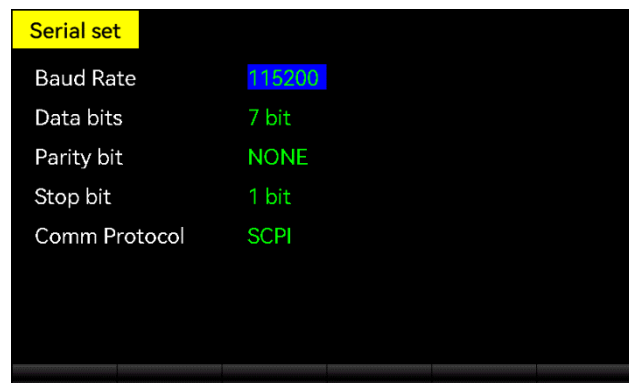 Serial set
Baud Rate 115200
Data bits 7 bit
Parity bit NONE
Stop bit 1 bit
Comm Protocol SCPI